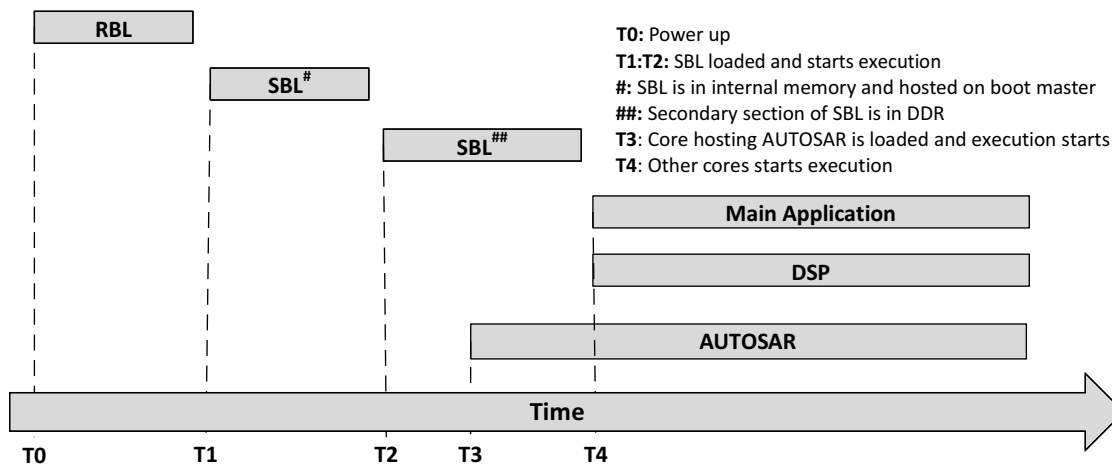 RBL
T0: Power up
T1:T2: SBL loaded and starts execution
SBL#
#: SBL is in internal memory and hosted on boot master
##: Secondary section of SBL is in DDR
SBL##
T3: Core hosting AUTOSAR is loaded and execution starts
T4: Other cores starts execution
Main Application
DSP
AUTOSAR
Time
T0 T1 T2 T3 T4